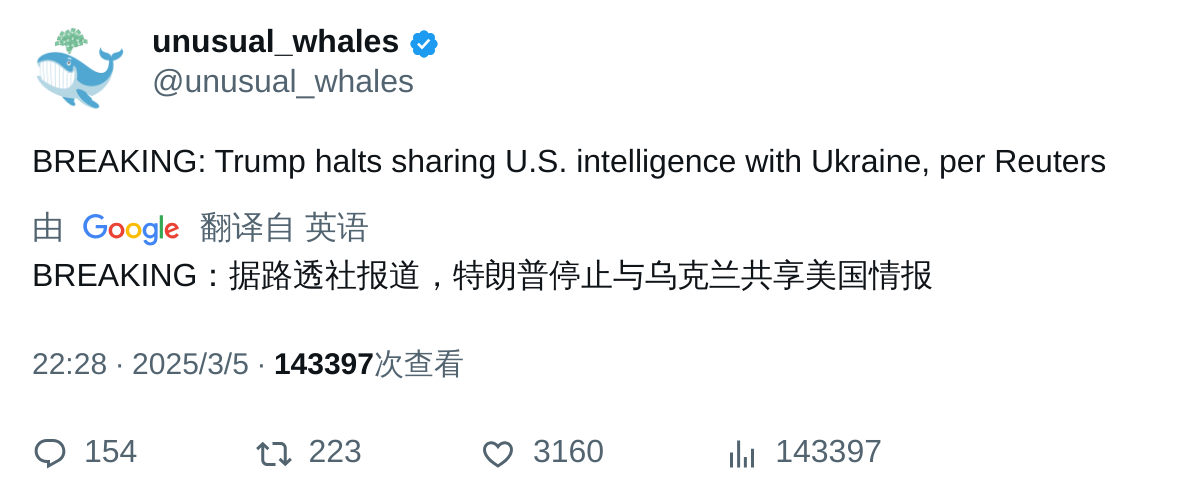 unusual_whales
@unusual_whales
BREAKING: Trump halts sharing U.S. intelligence with Ukraine, per Reuters
由 Google 翻译自 英语
BREAKING：据路透社报道，特朗普停止与乌克兰共享美国情报
22:28 · 2025/3/5 · 143397次查看
154 223 3160 143397